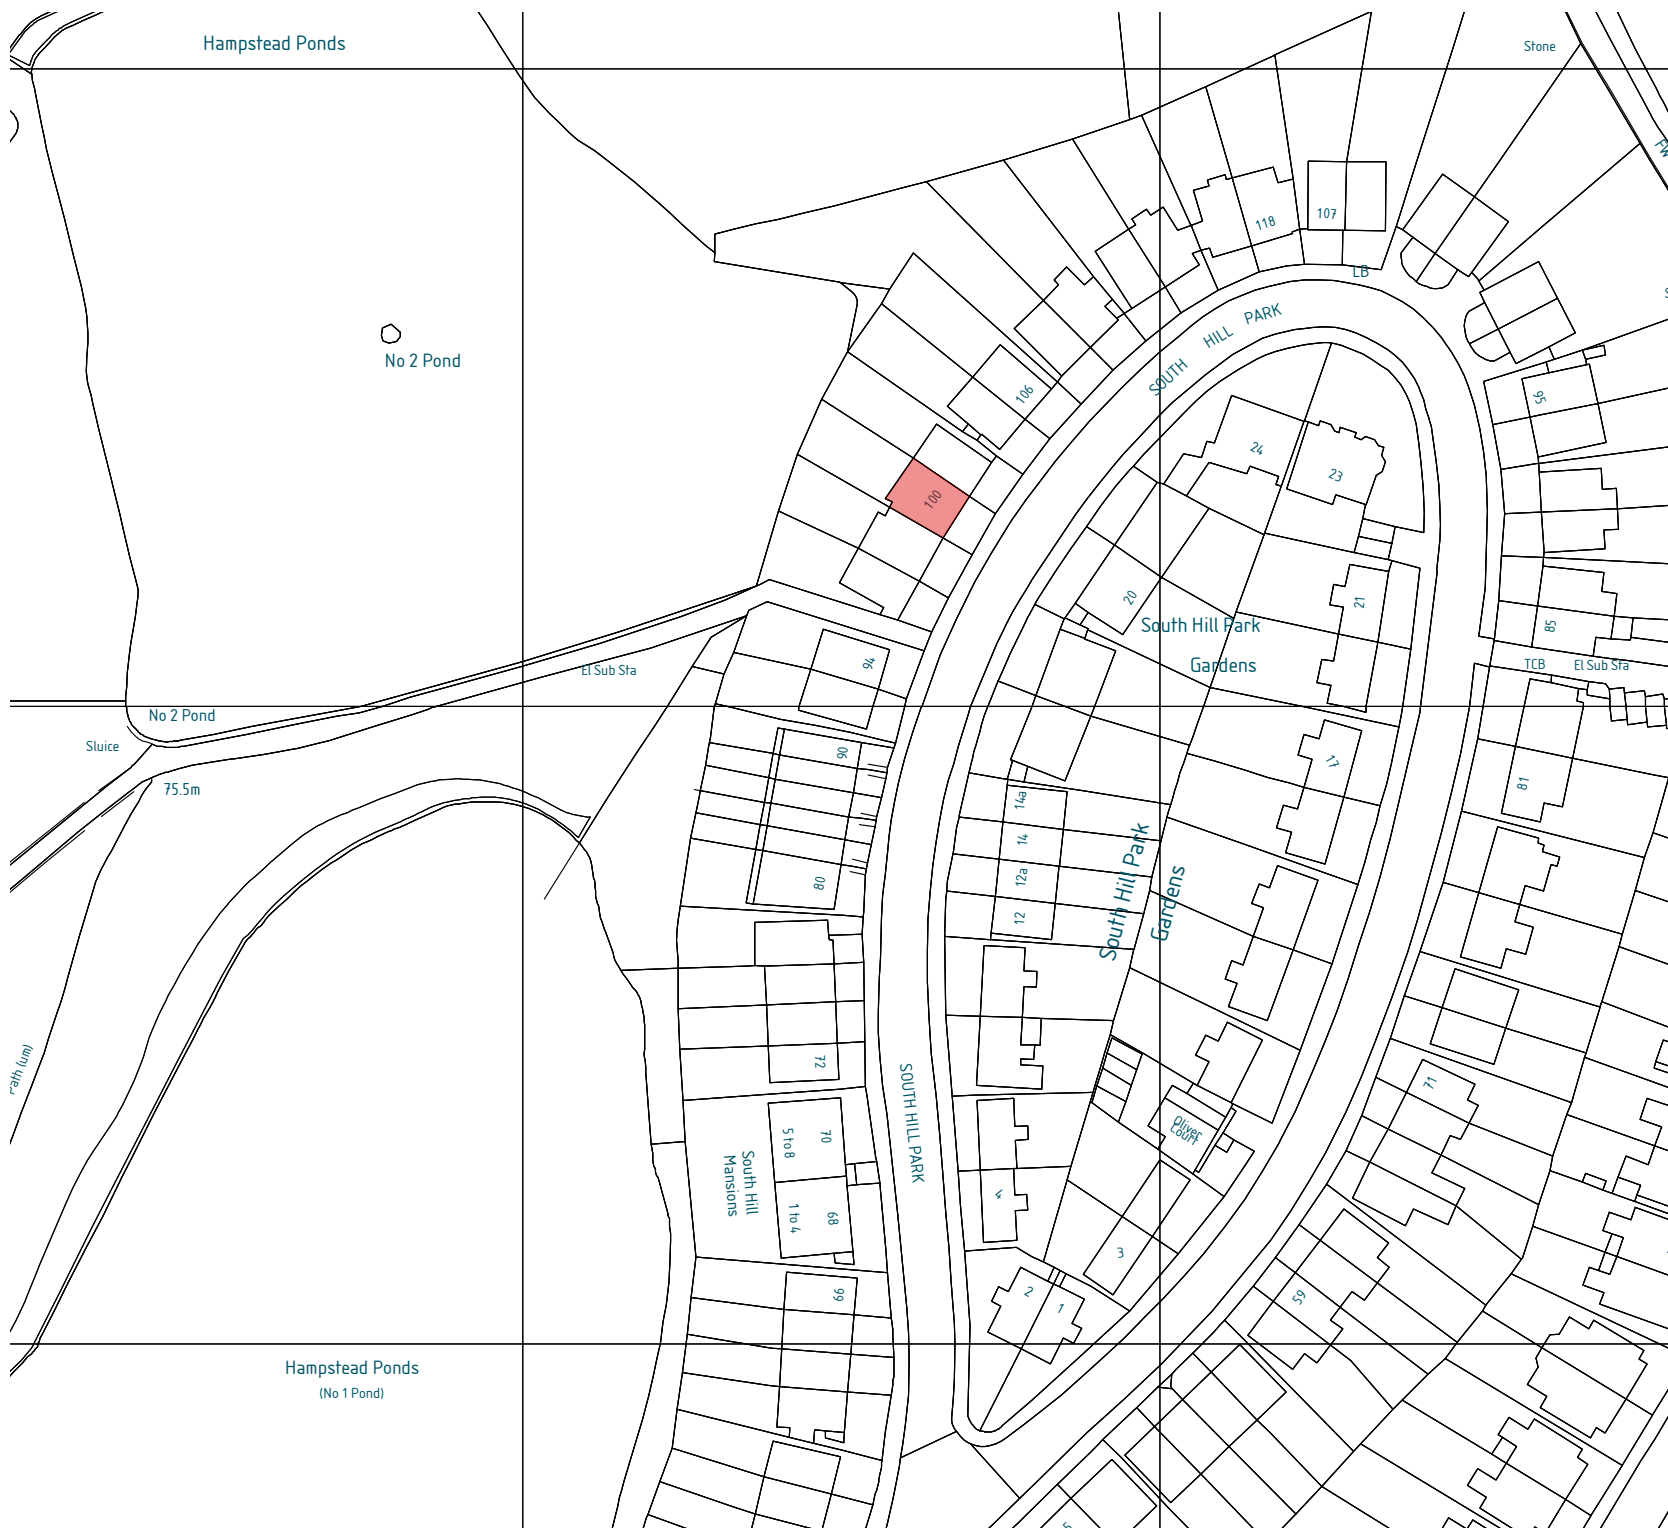 Hampstead Ponds
Stone
118
107
LB
SOUTH HILL PARK
No 2 Pond
106
95
24
23
100
20
21
85
South Hill Park
Gardens
TCB
El Sub Sta
94
El Sub Sta
No 2 Pond
Sluice
90
17
81
75.5m
14a
14
12a
12
80
South Hill Park
Gardens
72
SOUTH HILL PARK
Path (um)
71
Oliver
Court
70
5 to 8
South Hill
Mansions
68
1 to 4
4
3
2
1
66
59
Hampstead Ponds
(No 1 Pond)